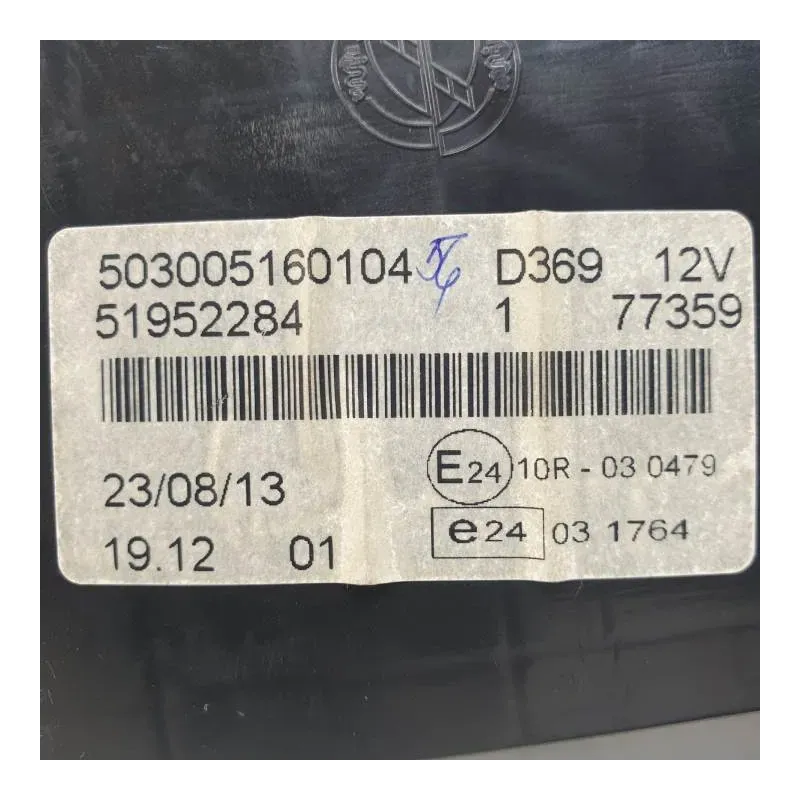 503005160104 D369 12V
51952284 1 77359
23/08/13 E24 10R - 03 0479
19.12 01 e24 03 1764